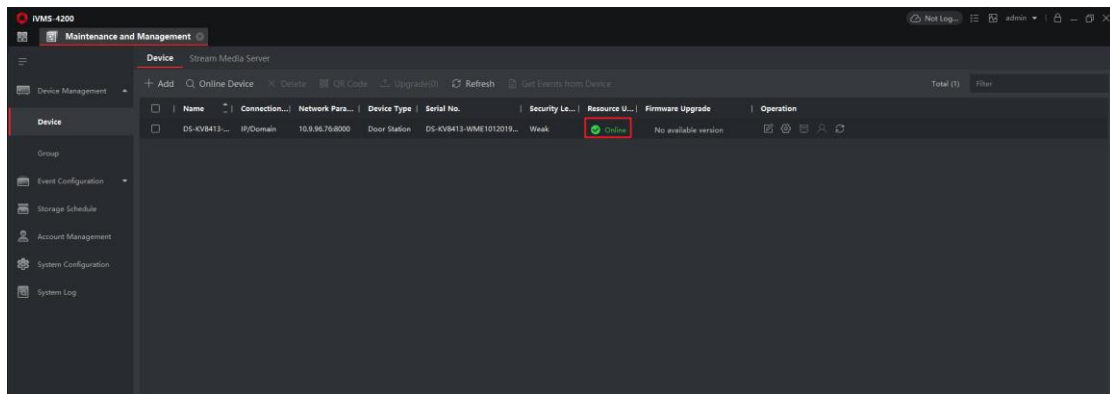 iVMS-4200
Not Log... admin
Maintenance and Management
Device Stream Media Server
+ Add Online Device × Delete QR Code Upgrade(0) Refresh Get Events from Device Total (1) Filter
Device Management
Name | Connection... | Network Para... | Device Type | Serial No. | Security Le... | Resource U... | Firmware Upgrade | Operation
Device
DS-KV8413-... IP/Domain 10.9.96.76:8000 Door Station DS-KV8413-WME1012019... Weak Online No available version
Group
Event Configuration
Storage Schedule
Account Management
System Configuration
System Log